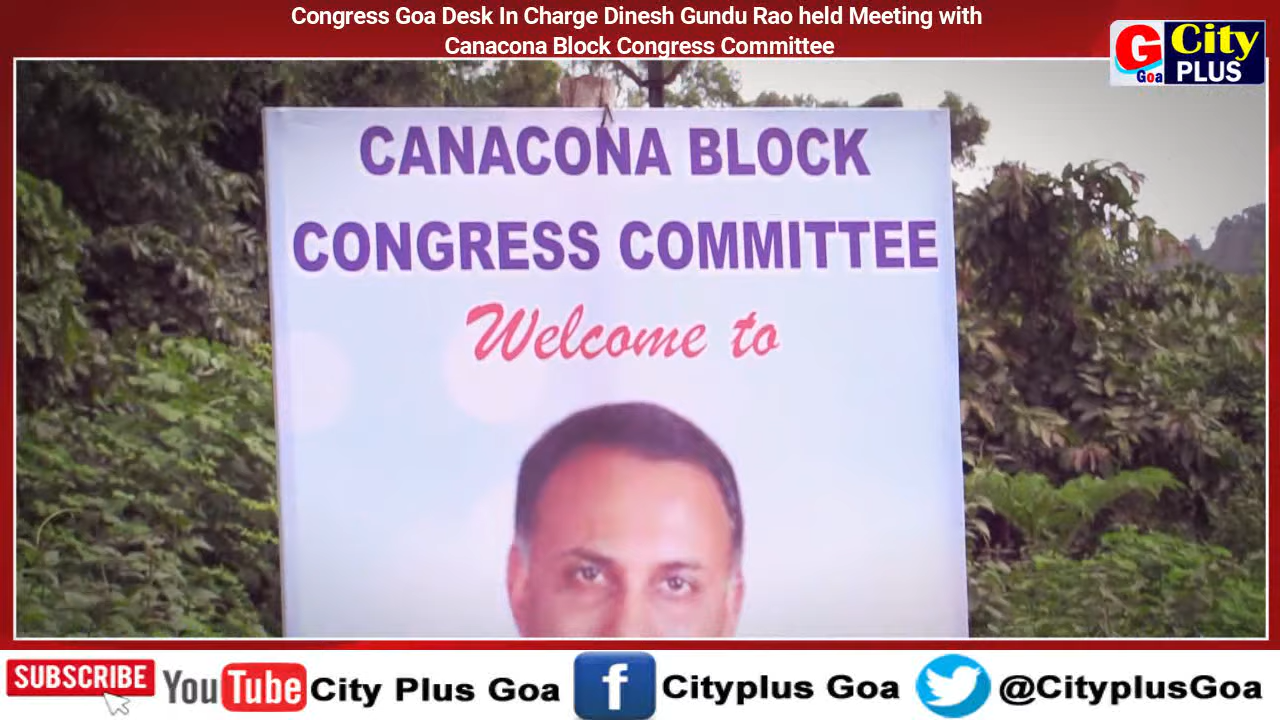 Congress Goa Desk In Charge Dinesh Gundu Rao held Meeting with
Canacona Block Congress Committee
G Goa City PLUS
CANACONA BLOCK
CONGRESS COMMITTEE
Welcome to
SUBSCRIBE YouTube City Plus Goa f Cityplus Goa @CityplusGoa